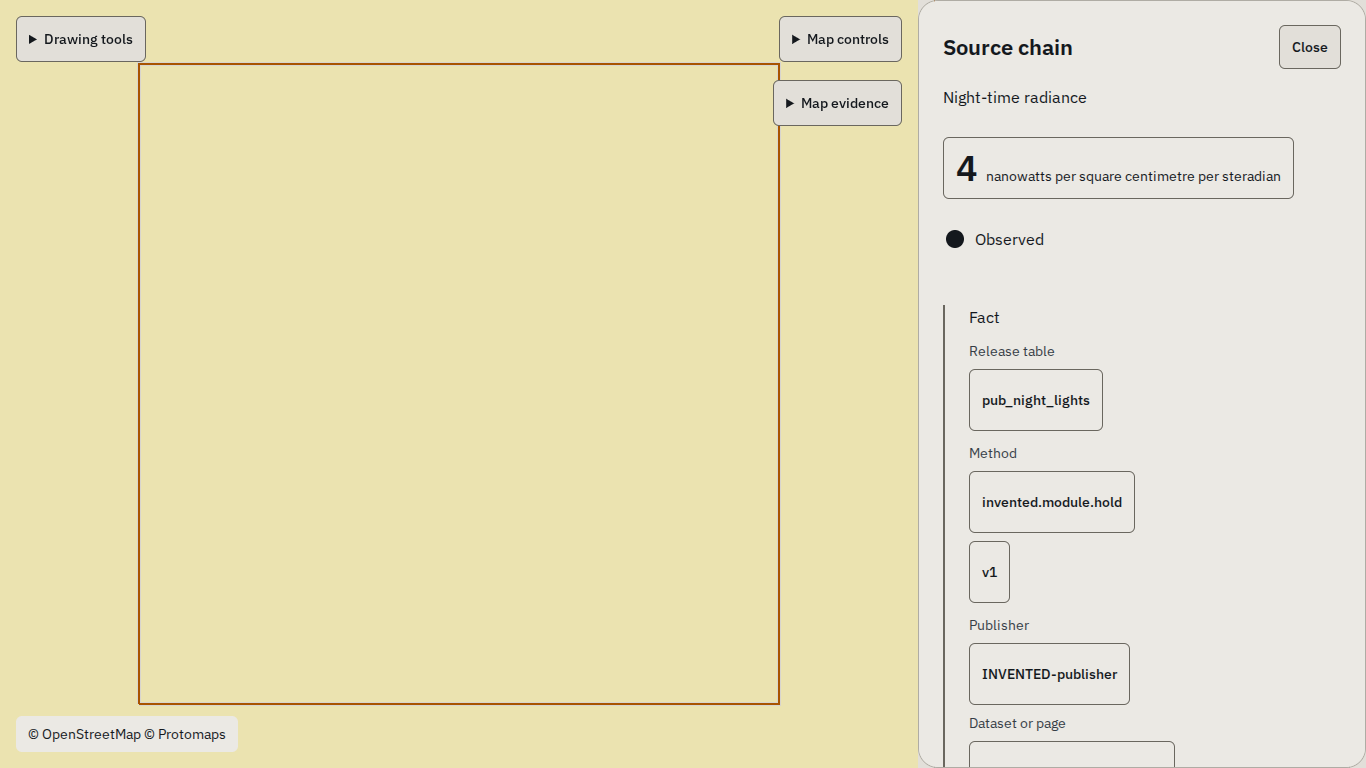 Drawing tools
Map controls
Map evidence
© OpenStreetMap © Protomaps
Source chain
Close
Night-time radiance
4 nanowatts per square centimetre per steradian
Observed
Fact
Release table
pub_night_lights
Method
invented.module.hold
v1
Publisher
INVENTED-publisher
Dataset or page